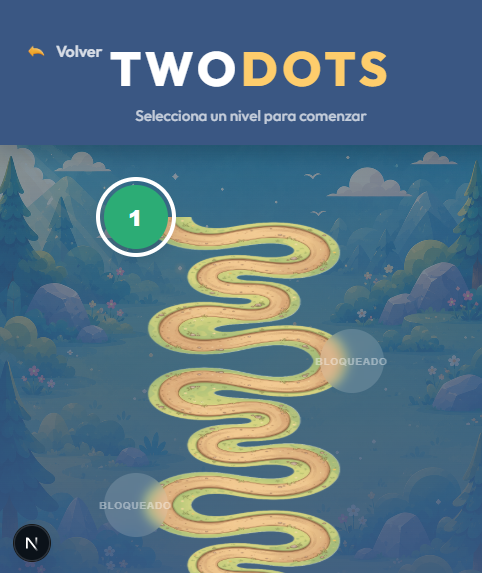 Volver
TWODOTS
Selecciona un nivel para comenzar
1
BLOQUEADO
BLOQUEADO
N